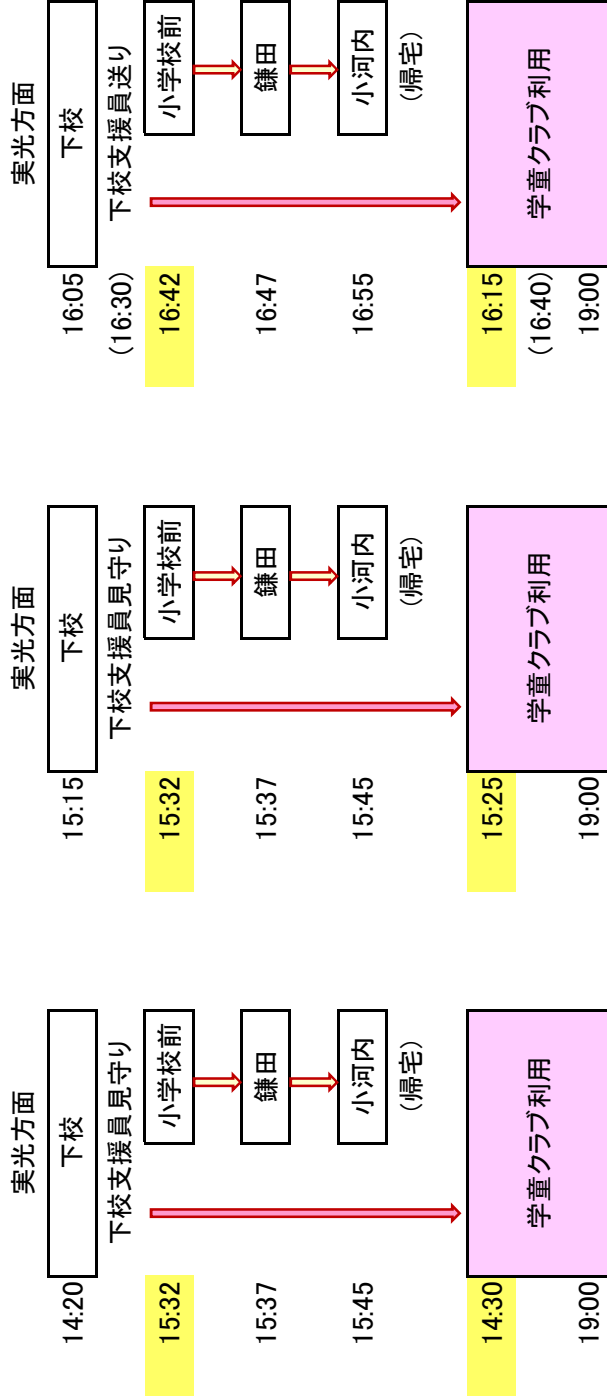 実光方面
14:20 下校
下校支援員見守り
15:32 小学校前
15:37 鎌田
15:45 小河内
(帰宅)
14:30
学童クラブ利用
19:00
実光方面
15:15 下校
下校支援員見守り
15:32 小学校前
15:37 鎌田
15:45 小河内
(帰宅)
15:25
学童クラブ利用
19:00
実光方面
16:05 下校
(16:30) 下校支援員送り
16:42 小学校前
16:47 鎌田
16:55 小河内
(帰宅)
16:15
(16:40) 学童クラブ利用
19:00